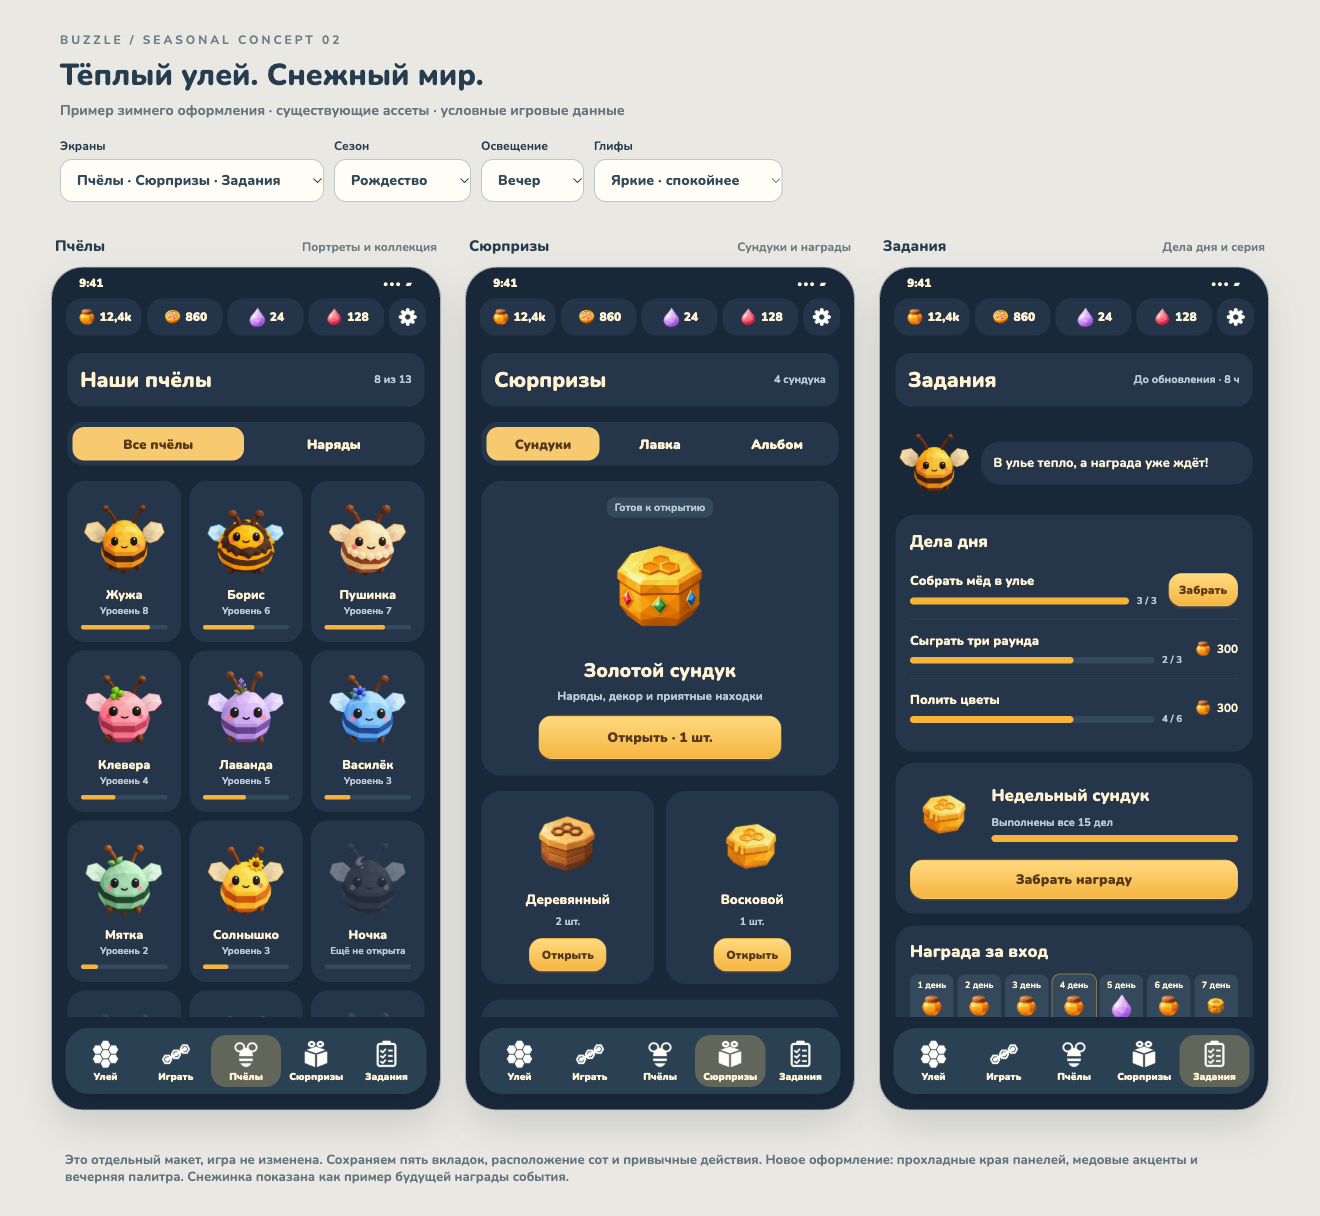 BUZZLE / SEASONAL CONCEPT 02
Тёплый улей. Снежный мир.
Пример зимнего оформления · существующие ассеты · условные игровые данные
Экраны
Сезон
Освещение
Глифы
Пчёлы · Сюрпризы · Задания
Рождество
Вечер
Яркие · спокойнее
Пчёлы
Портреты и коллекция
9:41
12,4k
860
24
128
Наши пчёлы
8 из 13
Все пчёлы
Наряды
Жужа
Уровень 8
Борис
Уровень 6
Пушинка
Уровень 7
Клевера
Уровень 4
Лаванда
Уровень 5
Василёк
Уровень 3
Мятка
Уровень 2
Солнышко
Уровень 3
Ночка
Ещё не открыта
Улей
Играть
Пчёлы
Сюрпризы
Задания
Сюрпризы
Сундуки и награды
9:41
12,4k
860
24
128
Сюрпризы
4 сундука
Сундуки
Лавка
Альбом
Готов к открытию
Золотой сундук
Наряды, декор и приятные находки
Открыть · 1 шт.
Деревянный
2 шт.
Открыть
Восковой
1 шт.
Открыть
Улей
Играть
Пчёлы
Сюрпризы
Задания
Задания
Дела дня и серия
9:41
12,4k
860
24
128
Задания
До обновления · 8 ч
В улье тепло, а награда уже ждёт!
Дела дня
Собрать мёд в улье
3 / 3
Забрать
Сыграть три раунда
2 / 3
300
Полить цветы
4 / 6
300
Недельный сундук
Выполнены все 15 дел
Забрать награду
Награда за вход
1 день
2 день
3 день
4 день
5 день
6 день
7 день
Улей
Играть
Пчёлы
Сюрпризы
Задания
Это отдельный макет, игра не изменена. Сохраняем пять вкладок, расположение сот и привычные действия. Новое оформление: прохладные края панелей, медовые акценты и
вечерняя палитра. Снежинка показана как пример будущей награды события.